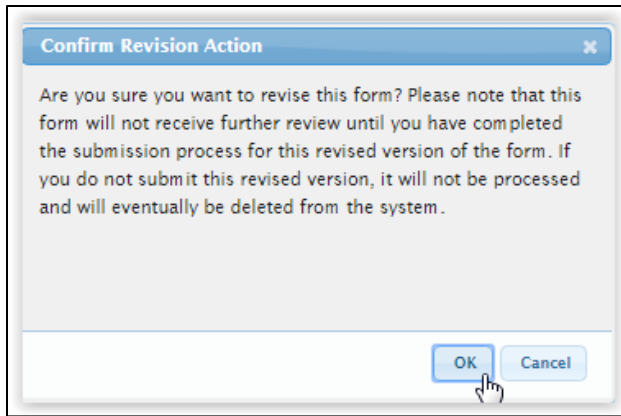 Confirm Revision Action
Are you sure you want to revise this form? Please note that this
form will not receive further review until you have completed
the submission process for this revised version of the form. If
you do not submit this revised version, it will not be processed
and will eventually be deleted from the system.
OK Cancel